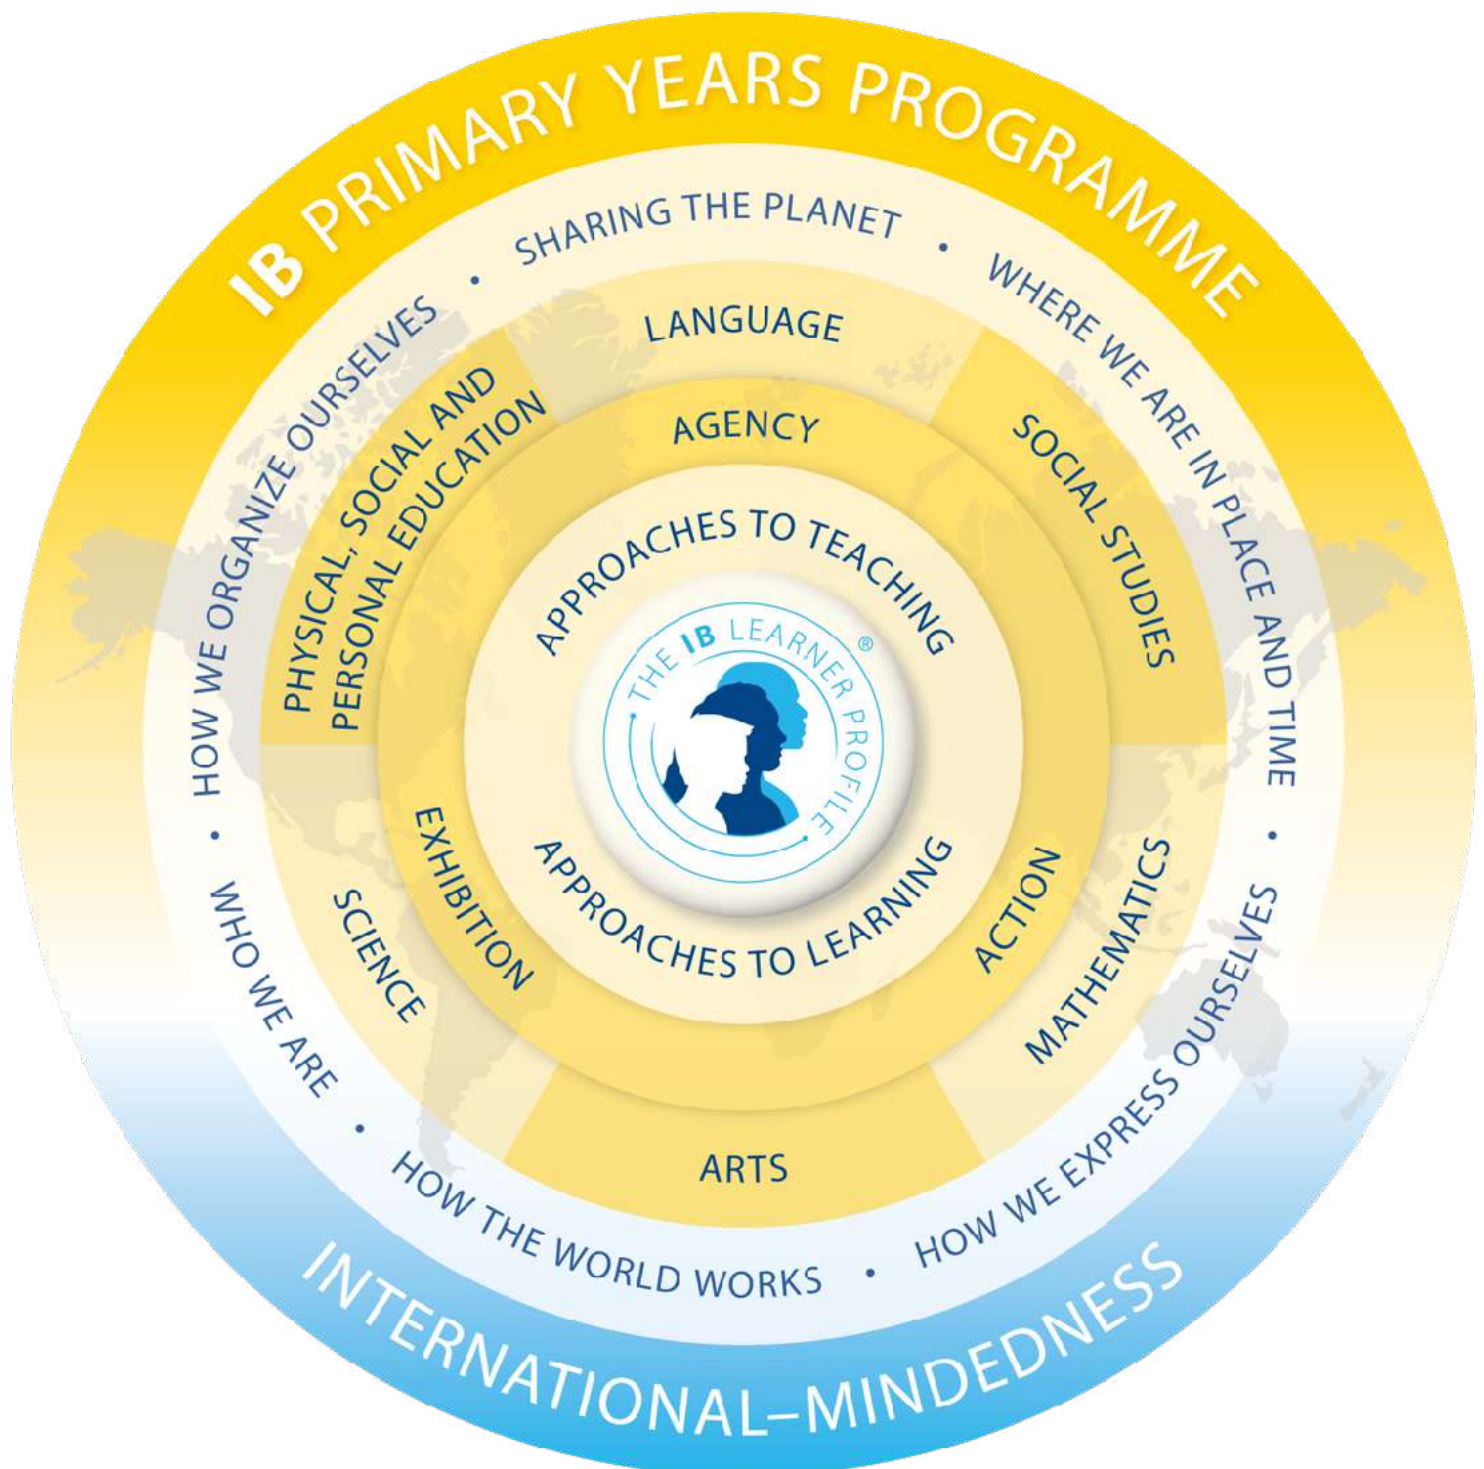 IB PRIMARY YEARS PROGRAMME
SHARING THE PLANET
•
WHERE WE ARE IN PLACE AND TIME
•
HOW WE EXPRESS OURSELVES
•
HOW THE WORLD WORKS
•
WHO WE ARE
•
HOW WE ORGANIZE OURSELVES
•
LANGUAGE
SOCIAL STUDIES
MATHEMATICS
ARTS
SCIENCE
PHYSICAL, SOCIAL AND
PERSONAL EDUCATION
AGENCY
ACTION
EXHIBITION
APPROACHES TO TEACHING
APPROACHES TO LEARNING
• THE IB LEARNER PROFILE •
®
INTERNATIONAL–MINDEDNESS